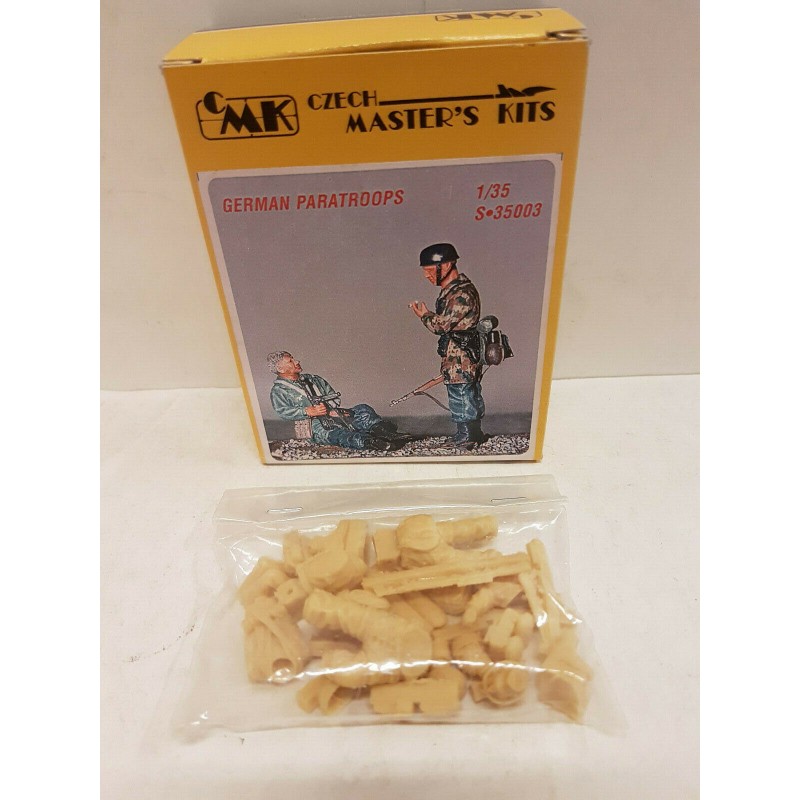 CMK
CZECH
MASTER'S KITS
GERMAN PARATROOPS
1/35
S•35003